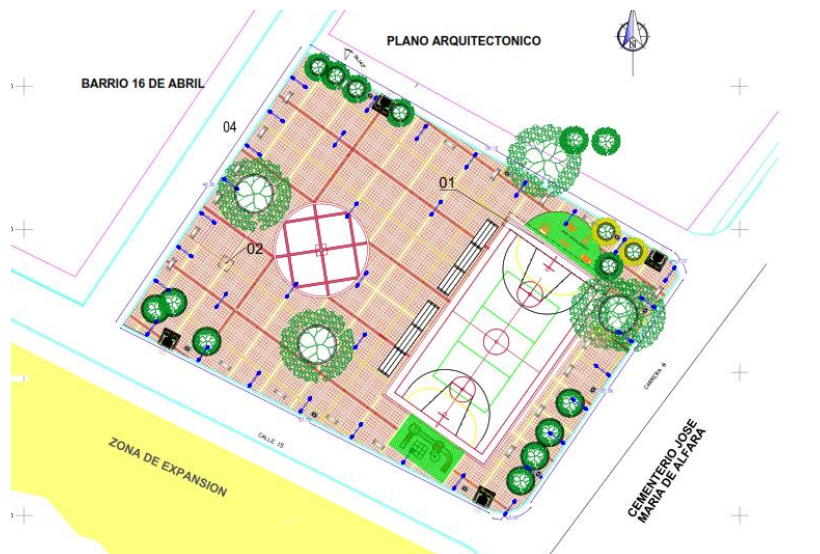 PLANO ARQUITECTONICO
N
BARRIO 16 DE ABRIL
04
01
02
CARRERA 8
CALLE 15
ZONA DE EXPANSION
CEMENTERIO JOSE
MARIA DE ALFARA